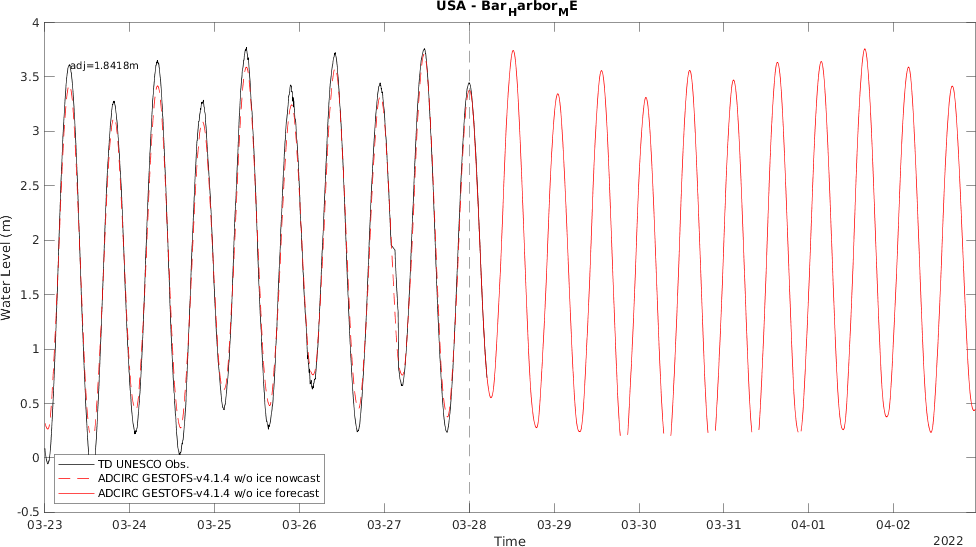 USA - BarHarborME
4
adj=1.8418m
3.5
3
2.5
2
1.5
1
0.5
0
-0.5
Water Level (m)
TD UNESCO Obs.
ADCIRC GESTOFS-v4.1.4 w/o ice nowcast
ADCIRC GESTOFS-v4.1.4 w/o ice forecast
03-23 03-24 03-25 03-26 03-27 03-28 03-29 03-30 03-31 04-01 04-02
Time
2022